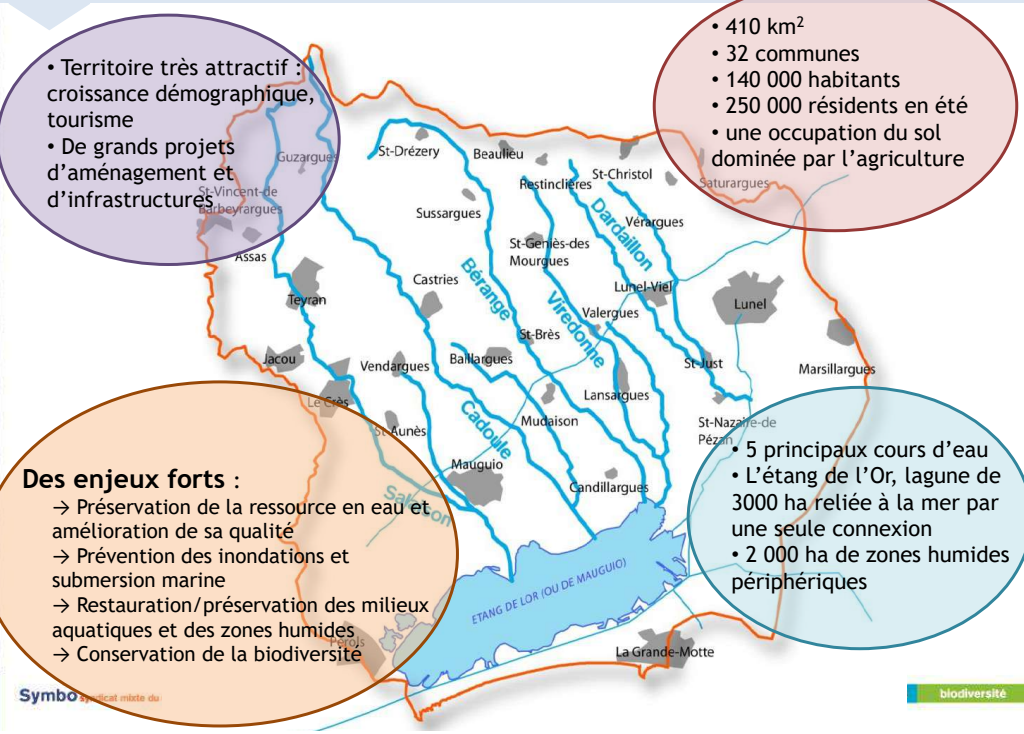 • Territoire très attractif :
croissance démographique,
tourisme
• De grands projets
d’aménagement et
d’infrastructures
• 410 km²
• 32 communes
• 140 000 habitants
• 250 000 résidents en été
• une occupation du sol
dominée par l’agriculture
Guzargues
St-Drézery
Beaulieu
Restinclières
St-Christol
Saturargues
St-Vincent-de
Barbeyrargues
Sussargues
Vérargues
Dardaillon
Assas
St-Geniès-des
Mourgues
Castries
Bérange
Lunel-Viel
Teyran
Viredonne
Valergues
Lunel
St-Brès
Jacou
Vendargues
Baillargues
St-Just
Marsillargues
Le Crès
Lansargues
Cadoule
Mudaison
St-Nazaire-de
Pézan
St-Aunès
Mauguio
Candillargues
Salaison
Des enjeux forts :
→ Préservation de la ressource en eau et
amélioration de sa qualité
→ Prévention des inondations et
submersion marine
→ Restauration/préservation des milieux
aquatiques et des zones humides
→ Conservation de la biodiversité
• 5 principaux cours d’eau
• L’étang de l’Or, lagune de
3000 ha reliée à la mer par
une seule connexion
• 2 000 ha de zones humides
périphériques
ETANG DE LOR (OU DE MAUGUIO)
Pérols
La Grande-Motte
Symbo syndicat mixte du
biodiversité